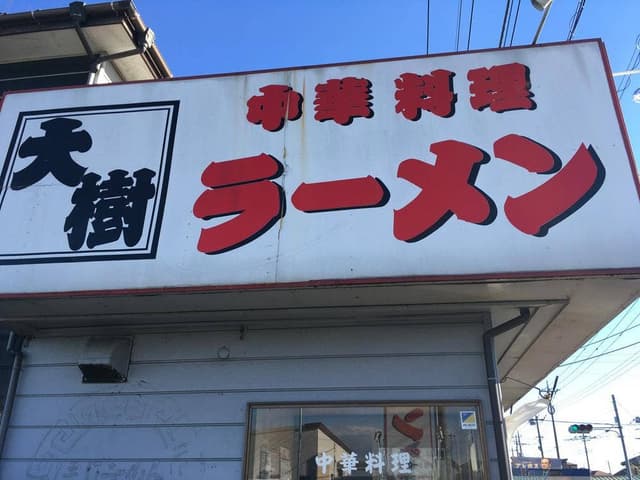 大樹
中華料理
ラーメン
中華料理